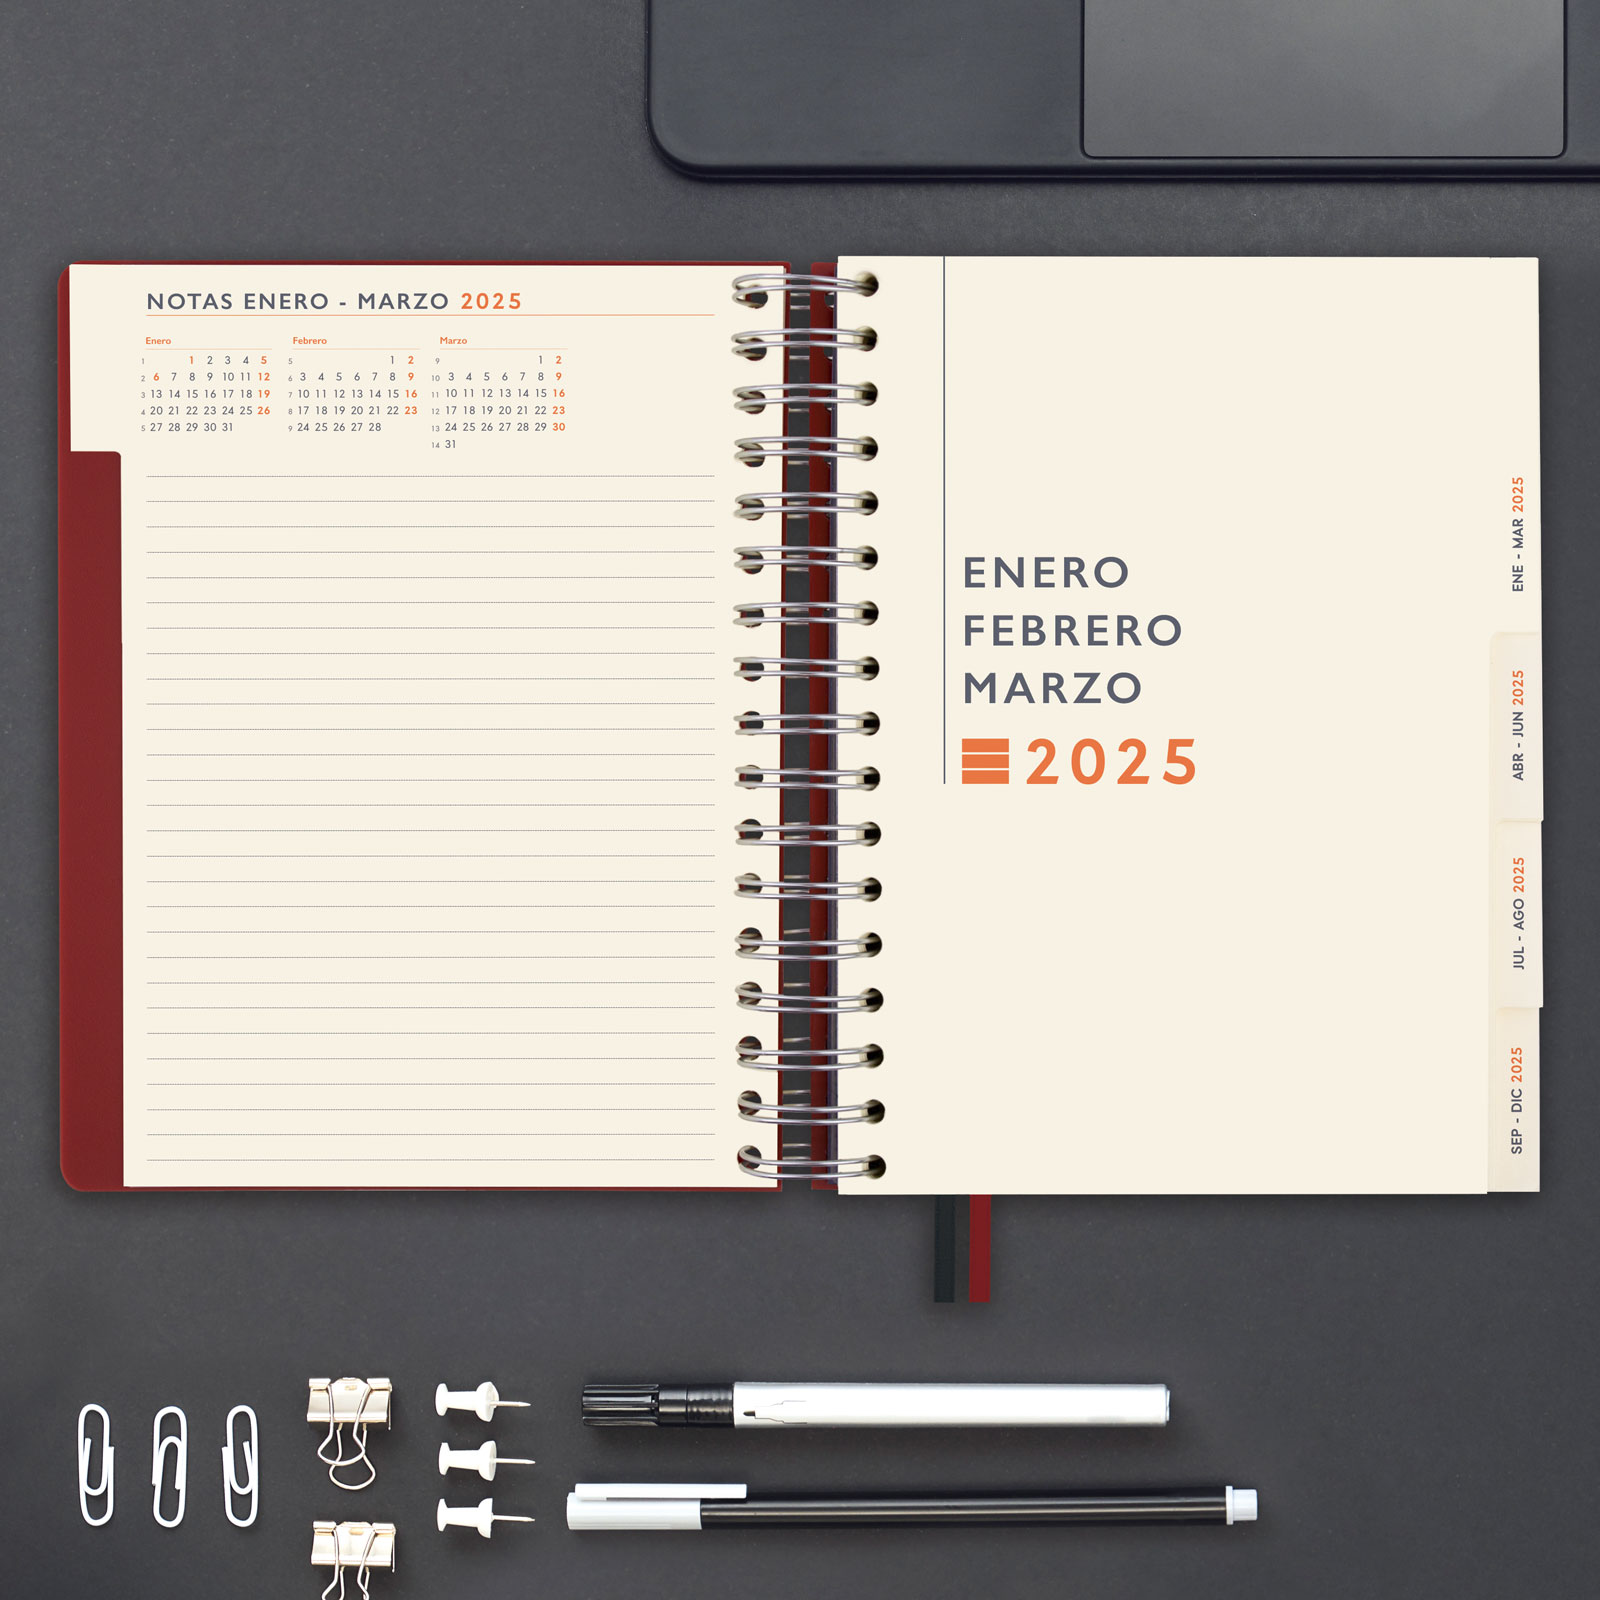 NOTAS ENERO - MARZO 2025
Enero Febrero Marzo
1 1 2 3 4 5 5 1 2 9 1 2
2 6 7 8 9 10 11 12 6 3 4 5 6 7 8 9 10 3 4 5 6 7 8 9
3 13 14 15 16 17 18 19 7 10 11 12 13 14 15 16 11 10 11 12 13 14 15 16
4 20 21 22 23 24 25 26 8 17 18 19 20 21 22 23 12 17 18 19 20 21 22 23
5 27 28 29 30 31 9 24 25 26 27 28 13 24 25 26 27 28 29 30
14 31
ENERO
FEBRERO
MARZO
2025
ENE - MAR 2025
ABR - JUN 2025
JUL - AGO 2025
SEP - DIC 2025